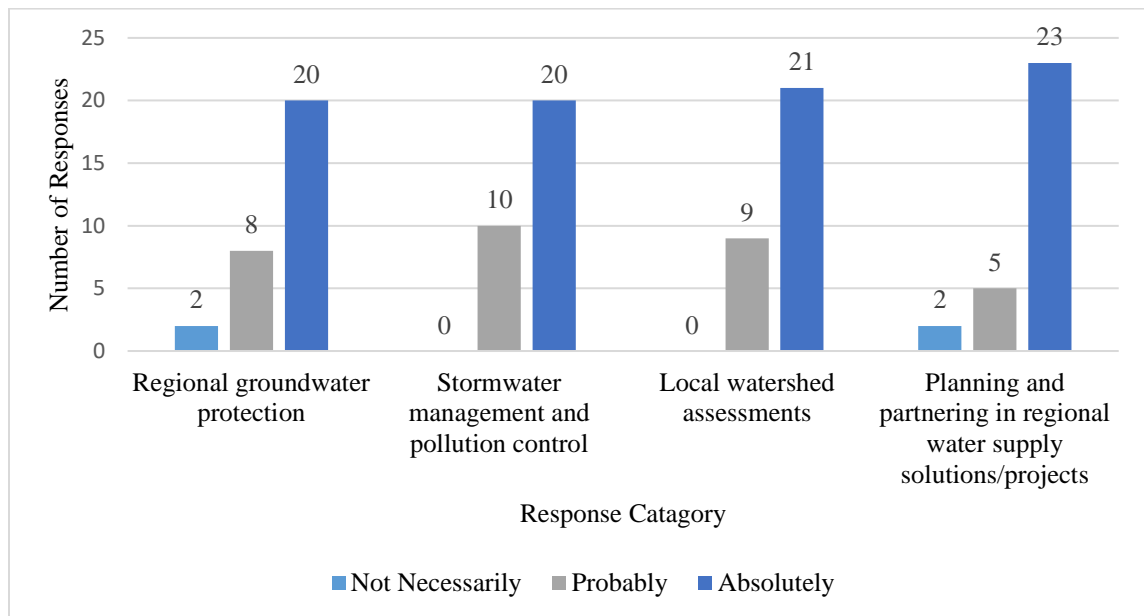 25
20
15
10
5
0
Number of Responses
2
8
20
0
10
20
0
9
21
2
5
23
Regional groundwater
protection
Stormwater
management and
pollution control
Local watershed
assessments
Planning and
partnering in regional
water supply
solutions/projects
Response Catagory
Not Necessarily
Probably
Absolutely